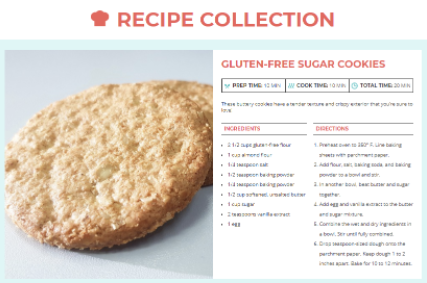 RECIPE COLLECTION
GLUTEN-FREE SUGAR COOKIES
PREP TIME: 10 MIN
COOK TIME: 10 MIN
TOTAL TIME: 20 MIN
These buttery cookies have a tender texture and crispy exterior that you're sure to
INGREDIENTS
2 1/2 cups gluten-free flour
1 cup almond flour
1/4 teaspoon salt
1/2 teaspoon baking powder
1/4 teaspoon baking powder
1/2 cup softened, unsalted butter
1 cup sugar
2 teaspoons vanilla extract
1 egg
DIRECTIONS
1. Preheat oven to 350° F. Line baking
sheets with parchment paper.
2. Add flour, salt, baking soda, and baking
powder to a bowl and stir.
3. In another bowl, beat butter and sugar
together.
4. Add egg and vanilla extract to the butter
and sugar mixture.
5. Combine the wet and dry ingredients in
a bowl. Stir until fully combined.
6. Drop teaspoon-sized dough onto the
parchment paper. Keep dough 1 to 2
inches apart. Bake for 10 to 12 minutes.